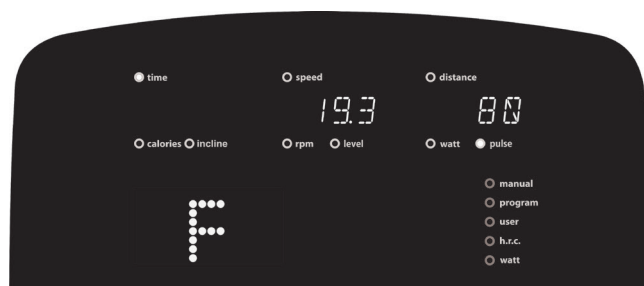 time speed distance
19.3 80
calories incline rpm level watt pulse
manual
program
user
h.r.c.
watt
F